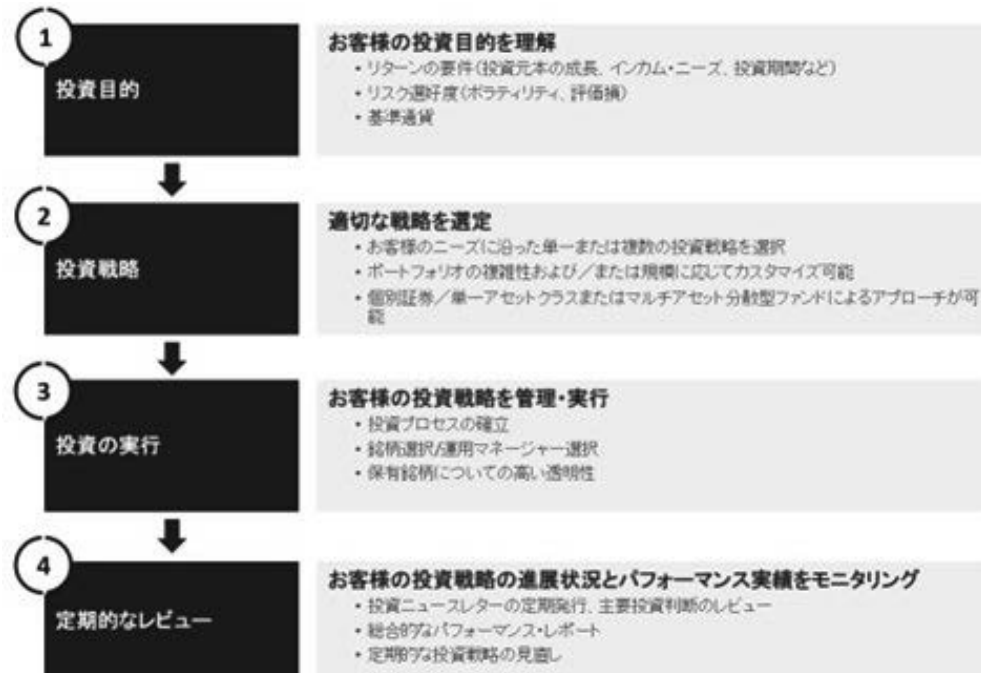 1
投資目的
お客様の投資目的を理解
・リターンの要件(投資元本の成長、インカム・ニーズ、投資期間など)
・リスク選好度(ボラティリティ、評価損)
・基準通貨
2
投資戦略
適切な戦略を選定
・お客様のニーズに沿った単一または複数の投資戦略を選択
・ポートフォリオの複雑性および/または規模に応じてカスタマイズ可能
・個別証券/単一アセットクラスまたはマルチアセット分散型ファンドによるアプローチが可
能
3
投資の実行
お客様の投資戦略を管理・実行
・投資プロセスの確立
・銘柄選択/運用マネージャー選択
・保有銘柄についての高い透明性
4
定期的なレビュー
お客様の投資戦略の進展状況とパフォーマンス実績をモニタリング
・投資ニュースレターの定期発行、主要投資判断のレビュー
・総合的なパフォーマンス・レポート
・定期的な投資戦略の見直し